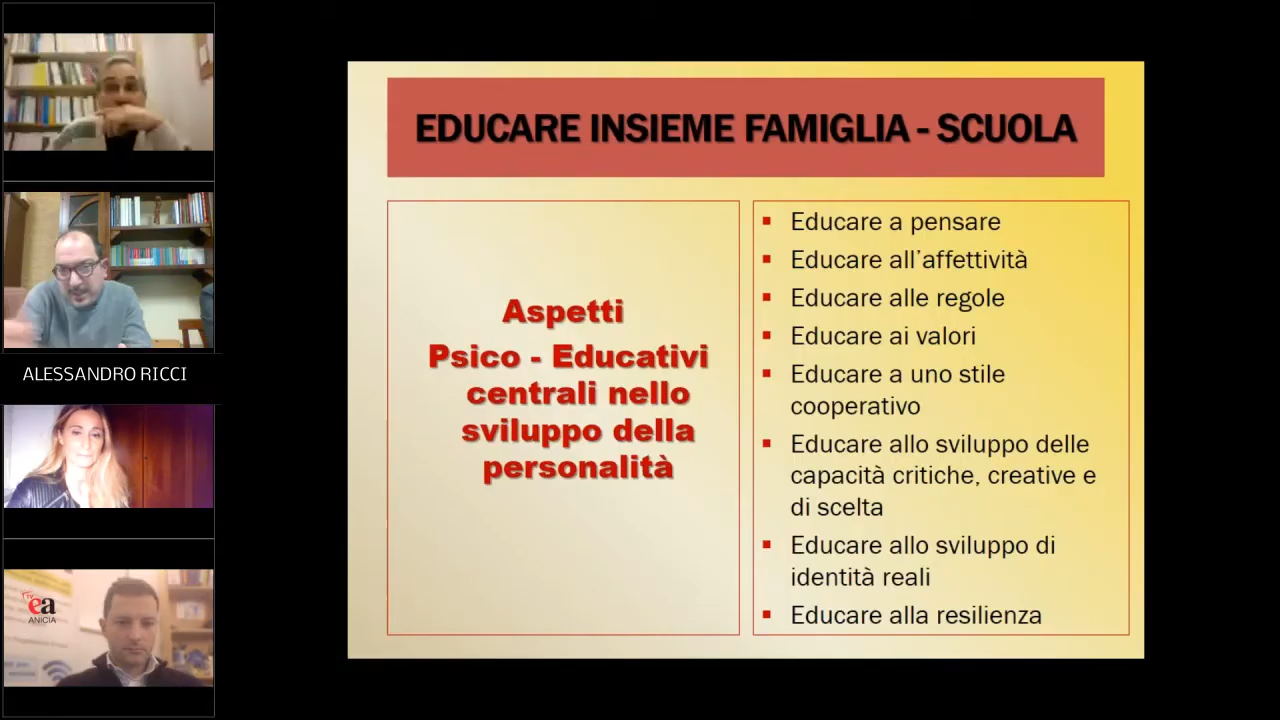 EDUCARE INSIEME FAMIGLIA - SCUOLA
Aspetti
Psico - Educativi
centrali nello
sviluppo della
personalità
Educare a pensare
Educare all’affettività
Educare alle regole
Educare ai valori
Educare a uno stile
cooperativo
Educare allo sviluppo delle
capacità critiche, creative e
di scelta
Educare allo sviluppo di
identità reali
Educare alla resilienza
ALESSANDRO RICCI
TV
ea
ANICIA